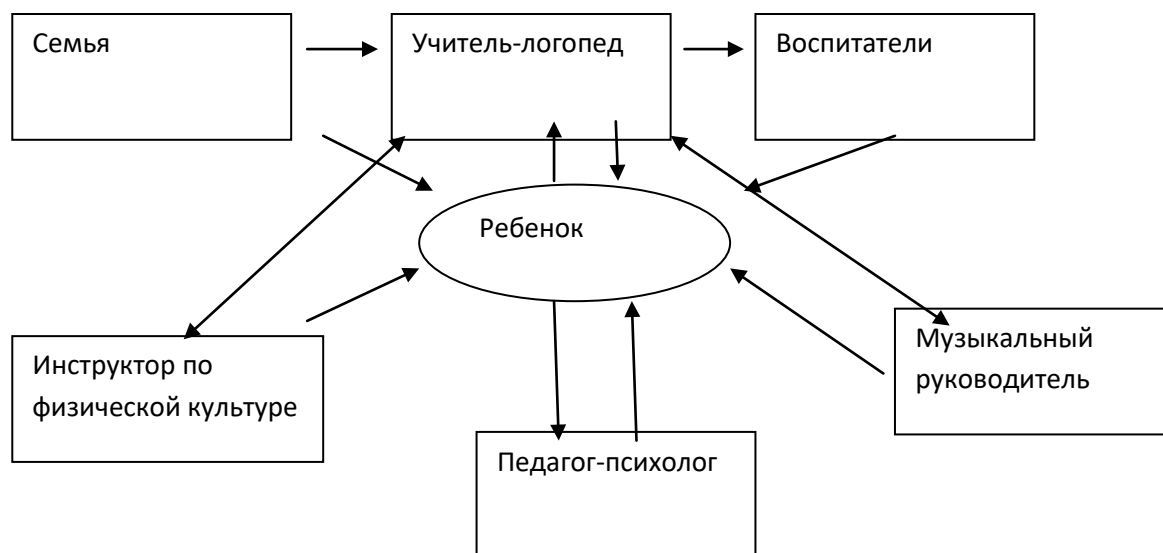 Семья
Учитель-логопед
Воспитатели
Ребенок
Инструктор по
физической культуре
Музыкальный
руководитель
Педагог-психолог